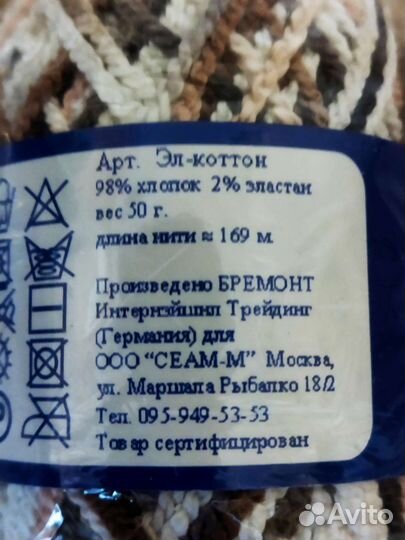 Арт. Эл-коттон
98% хлопок 2% эластан
вес 50 г.
длина нити ≈ 169 м.
Произведено БРЕМОНТ
Интернэйшнл Трейдинг
(Германия) для
ООО "СЕАМ-М" Москва,
ул. Маршала Рыбалко 18/2
Тел. 095-949-53-53
Товар сертифицирован
Avito